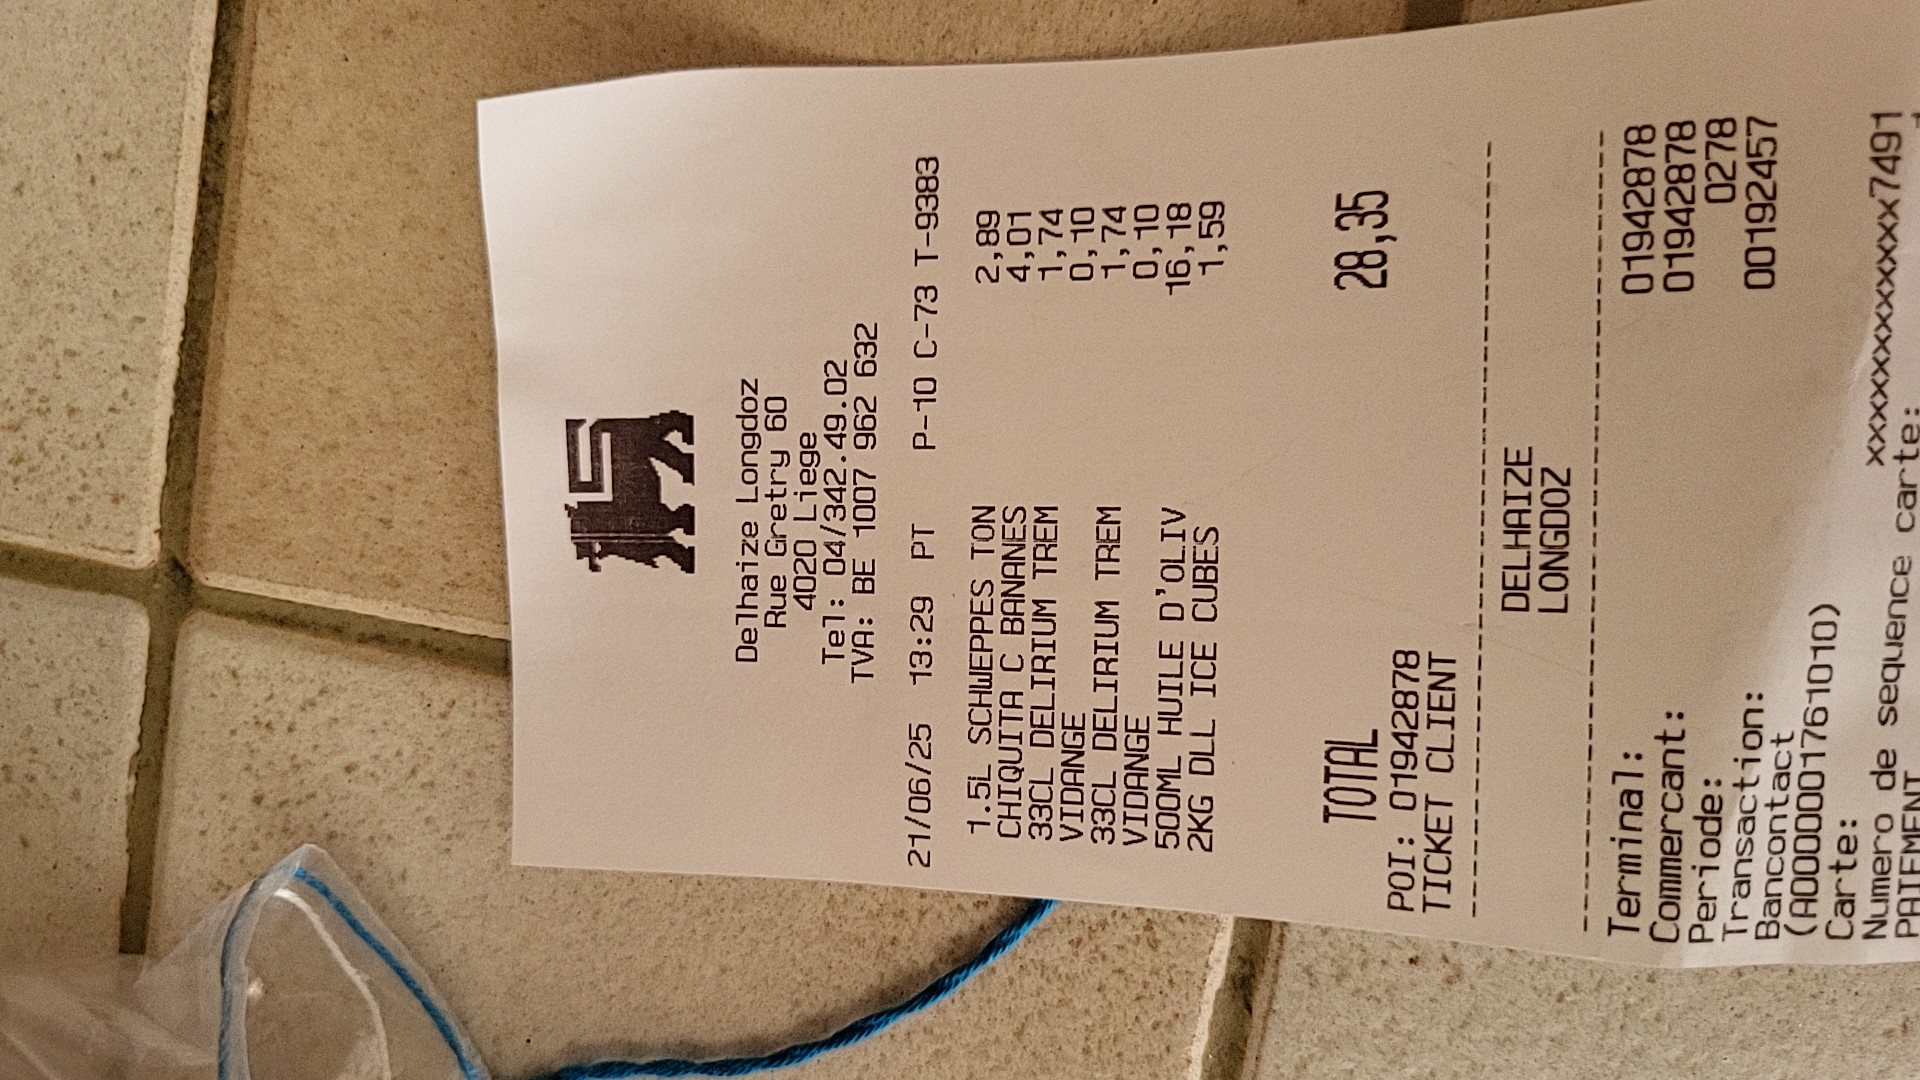 Delhaize Longdoz
Rue Gretry 60
4020 Liege
Tel: 04/342.49.02
TVA: BE 1007 962 632
21/06/25 13:29 PT P-10 C-73 T-9383
1.5L SCHWEPPES TON 2,89
CHIQUITA C BANANES 4,01
33CL DELIRIUM TREM 1,74
VIDANGE 0,10
33CL DELIRIUM TREM 1,74
VIDANGE 0,10
500ML HUILE D'OLIV 16,18
2KG DLL ICE CUBES 1,59
TOTAL 28,35
POI: 01942878
TICKET CLIENT
DELHAIZE
LONGDOZ
Terminal: 01942878
Commercant: 01942878
Periode: 0278
Transaction: 00192457
Bancontact
(A0000001761010)
Carte: xxxxxxxxxxxxxxx7491
Numero de sequence carte:
PAIEMENT